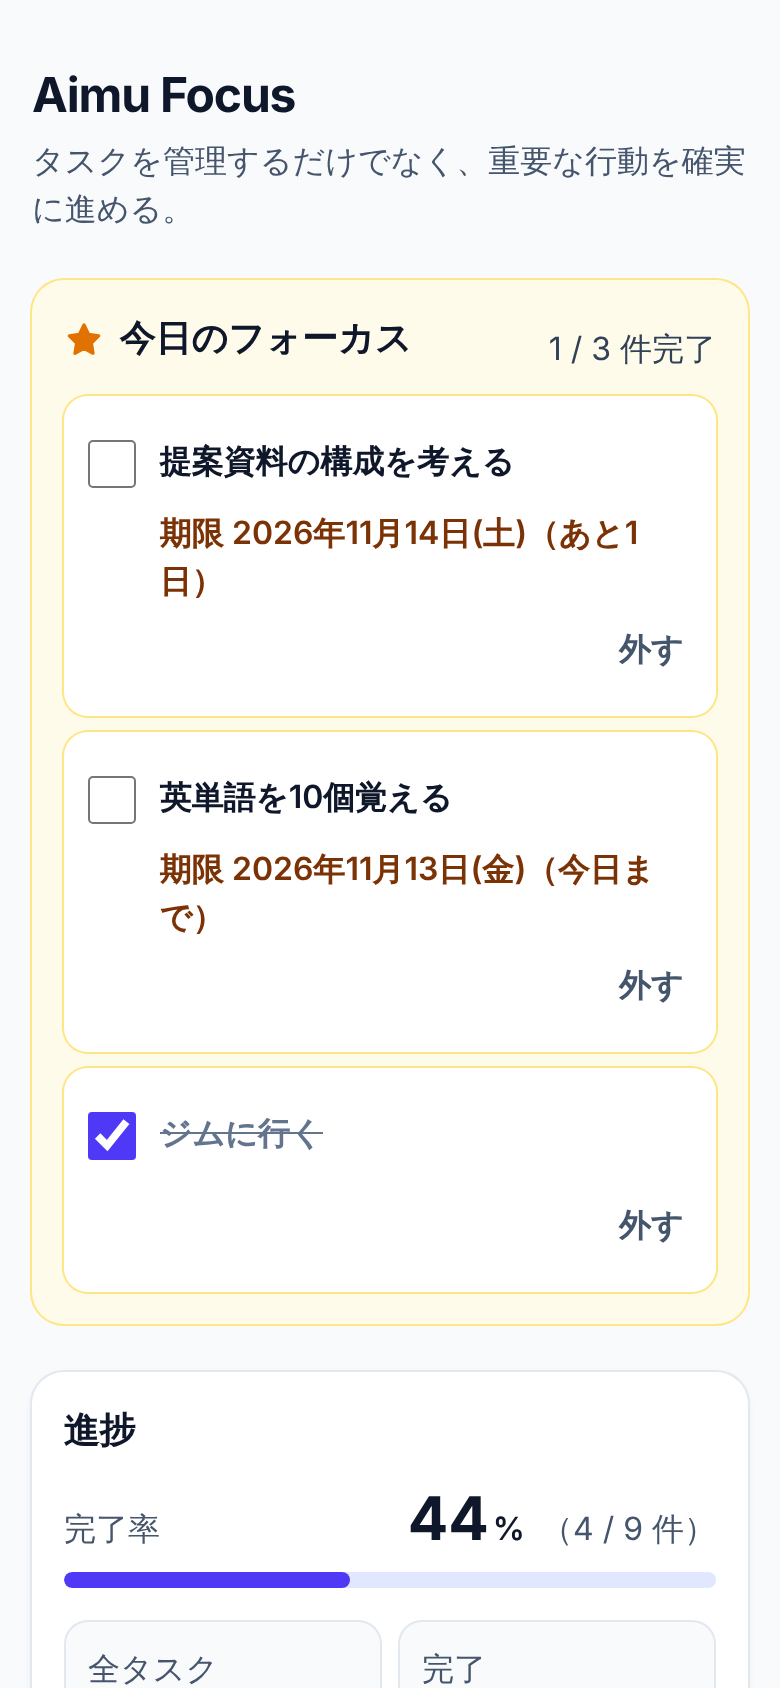 Aimu Focus
タスクを管理するだけでなく、重要な行動を確実
に進める。
今日のフォーカス
1 / 3 件完了
提案資料の構成を考える
期限 2026年11月14日(土)（あと1
日）
外す
英単語を10個覚える
期限 2026年11月13日(金)（今日ま
で）
外す
ジムに行く
外す
進捗
完了率
44% （4 / 9 件）
全タスク
完了